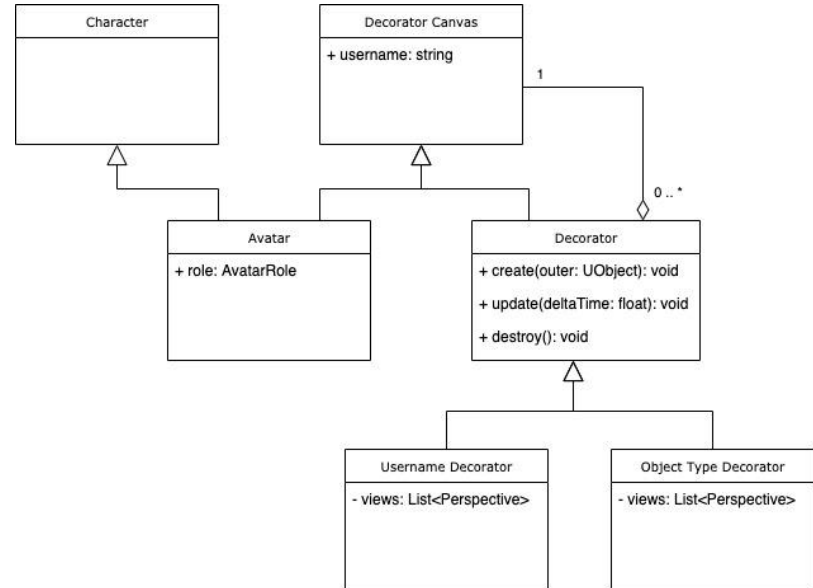 Character
Decorator Canvas
+ username: string
1
0 .. *
Avatar
+ role: AvatarRole
Decorator
+ create(outer: UObject): void
+ update(deltaTime: float): void
+ destroy(): void
Username Decorator
- views: List<Perspective>
Object Type Decorator
- views: List<Perspective>